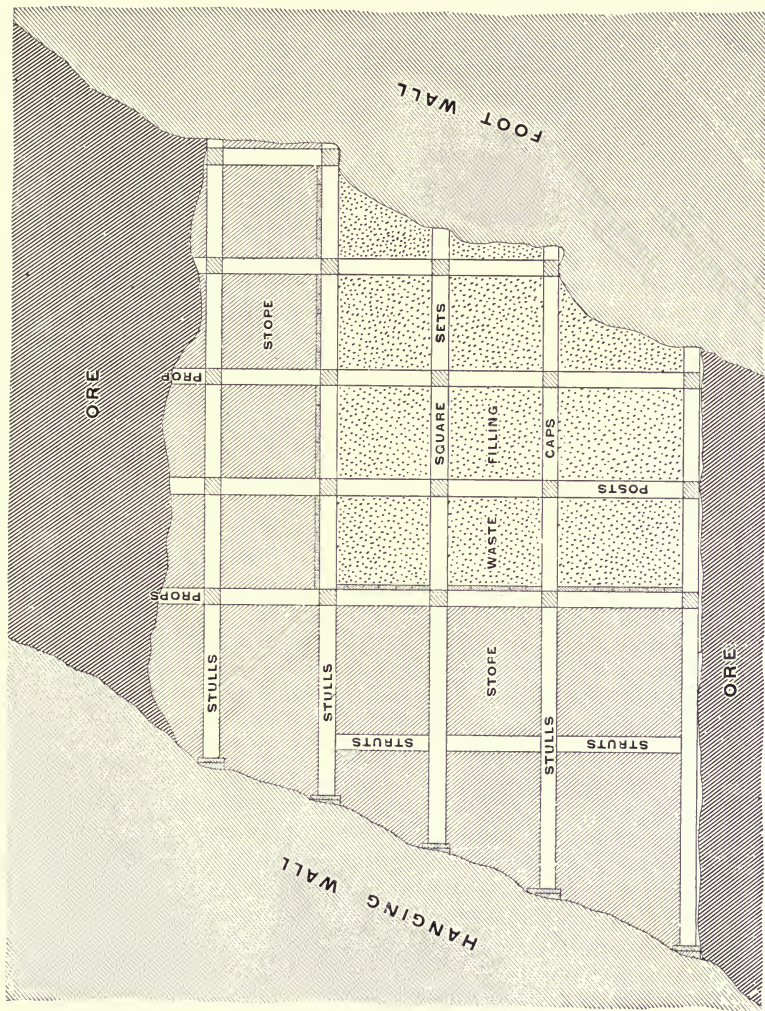 FOOT WALL
ORE
STOPE
PROP
SQUARE SETS
WASTE FILLING
CAPS
POSTS
PROPS
STULLS
STULLS
STOPE
STULLS
STRUTS
STRUTS
ORE
HANGING WALL